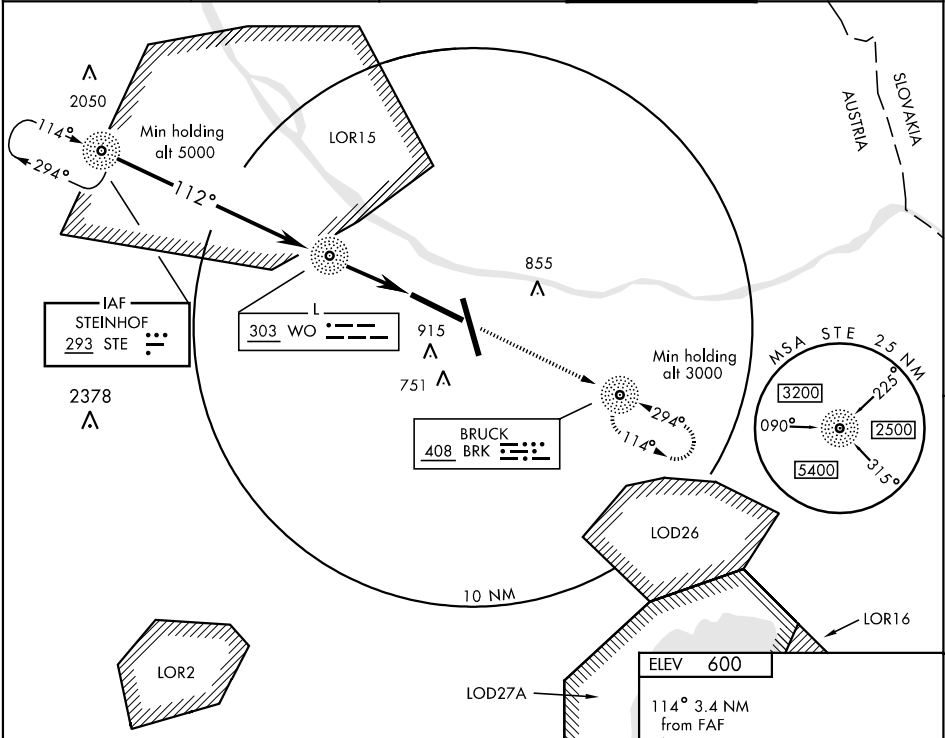 2050
114°
294°
Min holding
alt 5000
LOR15
112°
SLOVAKIA
AUSTRIA
855
IAF
STEINHOF
293 STE
L
303 WO
915
751
2378
Min holding
alt 3000
294°
114°
BRUCK
408 BRK
MSA STE 25 NM
3200
225°
090°
2500
5400
315°
LOD26
10 NM
LOR16
LOR2
LOD27A
ELEV 600
114° 3.4 NM
from FAF